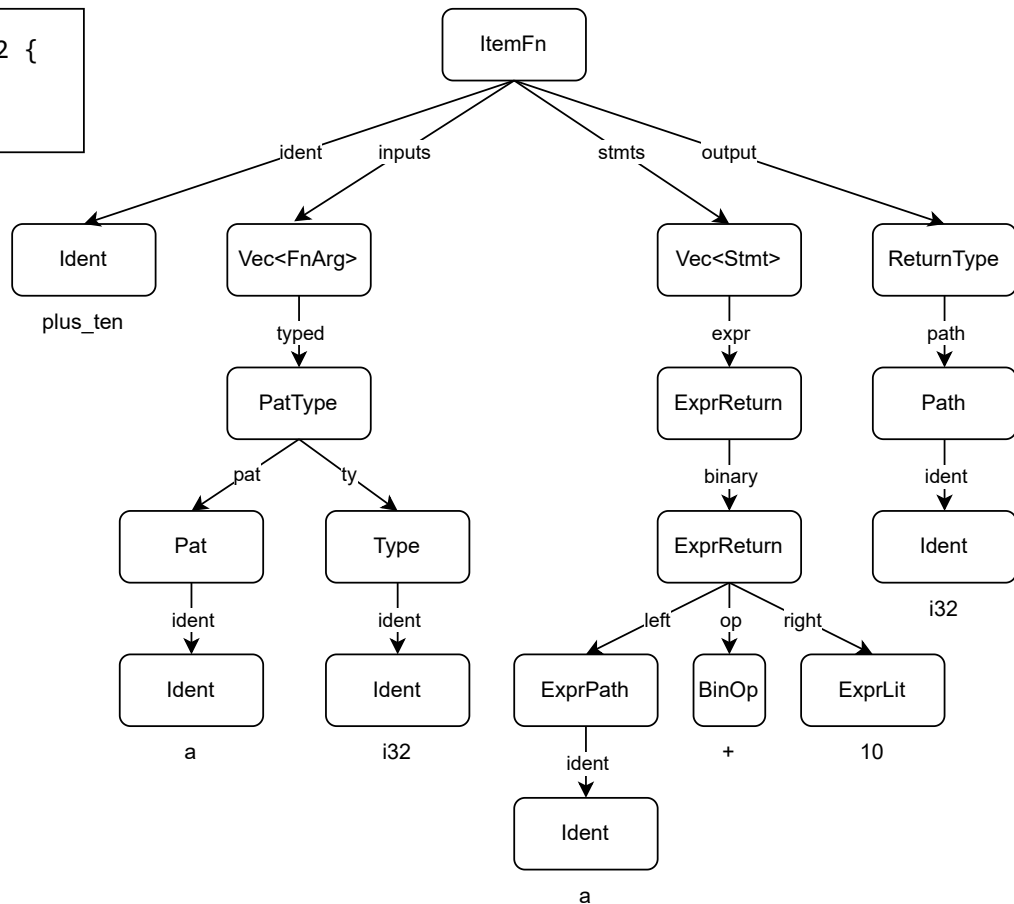 2 {
ItemFn
ident inputs stmts output
Ident Vec<FnArg> Vec<Stmt> ReturnType
plus_ten
typed expr path
PatType ExprReturn Path
pat ty binary ident
Pat Type ExprReturn Ident
i32
ident ident left op right
Ident Ident ExprPath BinOp ExprLit
a i32 + 10
ident
Ident
a